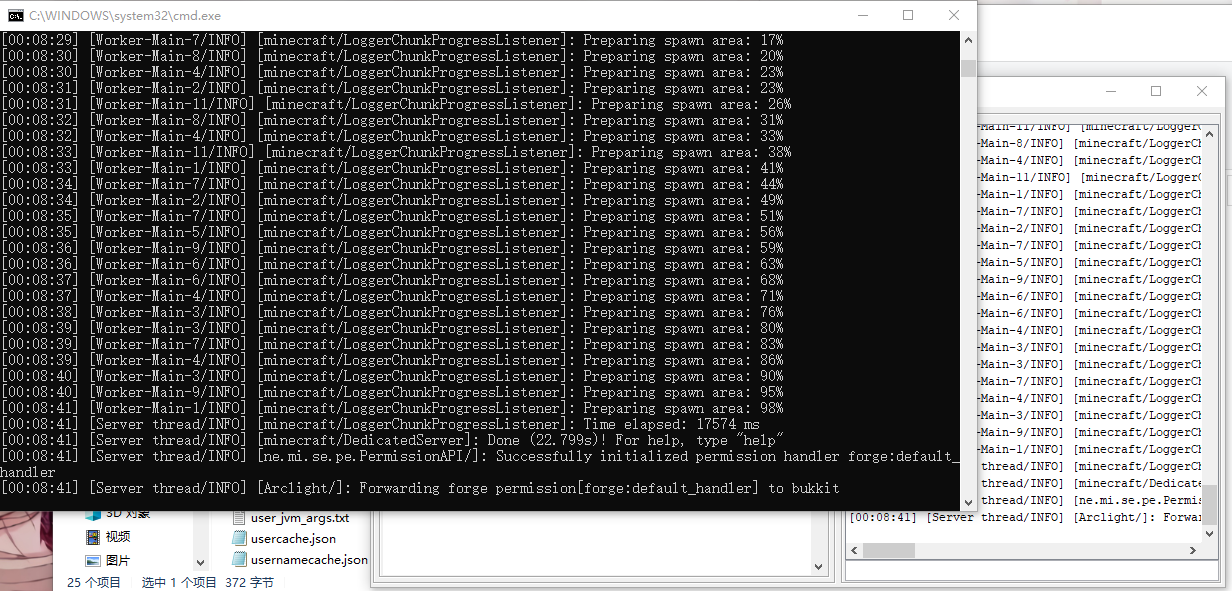 C:\WINDOWS\system32\cmd.exe
[00:08:29] [Worker-Main-7/INFO] [minecraft/LoggerChunkProgressListener]: Preparing spawn area: 17%
[00:08:30] [Worker-Main-8/INFO] [minecraft/LoggerChunkProgressListener]: Preparing spawn area: 20%
[00:08:30] [Worker-Main-4/INFO] [minecraft/LoggerChunkProgressListener]: Preparing spawn area: 23%
[00:08:31] [Worker-Main-2/INFO] [minecraft/LoggerChunkProgressListener]: Preparing spawn area: 23%
[00:08:31] [Worker-Main-11/INFO] [minecraft/LoggerChunkProgressListener]: Preparing spawn area: 26%
[00:08:32] [Worker-Main-8/INFO] [minecraft/LoggerChunkProgressListener]: Preparing spawn area: 31%
[00:08:32] [Worker-Main-4/INFO] [minecraft/LoggerChunkProgressListener]: Preparing spawn area: 33%
[00:08:33] [Worker-Main-11/INFO] [minecraft/LoggerChunkProgressListener]: Preparing spawn area: 38%
[00:08:33] [Worker-Main-1/INFO] [minecraft/LoggerChunkProgressListener]: Preparing spawn area: 41%
[00:08:34] [Worker-Main-7/INFO] [minecraft/LoggerChunkProgressListener]: Preparing spawn area: 44%
[00:08:34] [Worker-Main-2/INFO] [minecraft/LoggerChunkProgressListener]: Preparing spawn area: 49%
[00:08:35] [Worker-Main-7/INFO] [minecraft/LoggerChunkProgressListener]: Preparing spawn area: 51%
[00:08:35] [Worker-Main-5/INFO] [minecraft/LoggerChunkProgressListener]: Preparing spawn area: 56%
[00:08:36] [Worker-Main-9/INFO] [minecraft/LoggerChunkProgressListener]: Preparing spawn area: 59%
[00:08:36] [Worker-Main-6/INFO] [minecraft/LoggerChunkProgressListener]: Preparing spawn area: 63%
[00:08:37] [Worker-Main-6/INFO] [minecraft/LoggerChunkProgressListener]: Preparing spawn area: 68%
[00:08:37] [Worker-Main-4/INFO] [minecraft/LoggerChunkProgressListener]: Preparing spawn area: 71%
[00:08:38] [Worker-Main-3/INFO] [minecraft/LoggerChunkProgressListener]: Preparing spawn area: 76%
[00:08:39] [Worker-Main-3/INFO] [minecraft/LoggerChunkProgressListener]: Preparing spawn area: 80%
[00:08:39] [Worker-Main-7/INFO] [minecraft/LoggerChunkProgressListener]: Preparing spawn area: 83%
[00:08:39] [Worker-Main-4/INFO] [minecraft/LoggerChunkProgressListener]: Preparing spawn area: 86%
[00:08:40] [Worker-Main-3/INFO] [minecraft/LoggerChunkProgressListener]: Preparing spawn area: 90%
[00:08:40] [Worker-Main-9/INFO] [minecraft/LoggerChunkProgressListener]: Preparing spawn area: 95%
[00:08:41] [Worker-Main-1/INFO] [minecraft/LoggerChunkProgressListener]: Preparing spawn area: 98%
[00:08:41] [Server thread/INFO] [minecraft/LoggerChunkProgressListener]: Time elapsed: 17574 ms
[00:08:41] [Server thread/INFO] [minecraft/DedicatedServer]: Done (22.799s)! For help, type "help"
[00:08:41] [Server thread/INFO] [ne.mi.se.pe.PermissionAPI/]: Successfully initialized permission handler forge:default_
handler
[00:08:41] [Server thread/INFO] [Arclight/]: Forwarding forge permission[forge:default_handler] to bukkit
-Main-11/INFO] [minecraft/Logger
-Main-8/INFO] [minecraft/LoggerCh
-Main-4/INFO] [minecraft/LoggerCh
-Main-11/INFO] [minecraft/LoggerC
-Main-1/INFO] [minecraft/LoggerCh
-Main-7/INFO] [minecraft/LoggerCh
-Main-2/INFO] [minecraft/LoggerCh
-Main-7/INFO] [minecraft/LoggerCh
-Main-5/INFO] [minecraft/LoggerCh
-Main-9/INFO] [minecraft/LoggerCh
-Main-6/INFO] [minecraft/LoggerCh
-Main-6/INFO] [minecraft/LoggerCh
-Main-4/INFO] [minecraft/LoggerCh
-Main-3/INFO] [minecraft/LoggerCh
-Main-3/INFO] [minecraft/LoggerCh
-Main-7/INFO] [minecraft/LoggerCh
-Main-4/INFO] [minecraft/LoggerCh
-Main-3/INFO] [minecraft/LoggerCh
-Main-9/INFO] [minecraft/LoggerCh
-Main-1/INFO] [minecraft/LoggerCh
thread/INFO] [minecraft/LoggerCh
thread/INFO] [minecraft/Dedicate
thread/INFO] [ne.mi.se.pe.Permis
[00:08:41] [Server thread/INFO] [Arclight/]: Forwar
3D 对象
视频
图片
user_jvm_args.txt
usercache.json
usernamecache.json
25 个项目 选中 1 个项目 372 字节